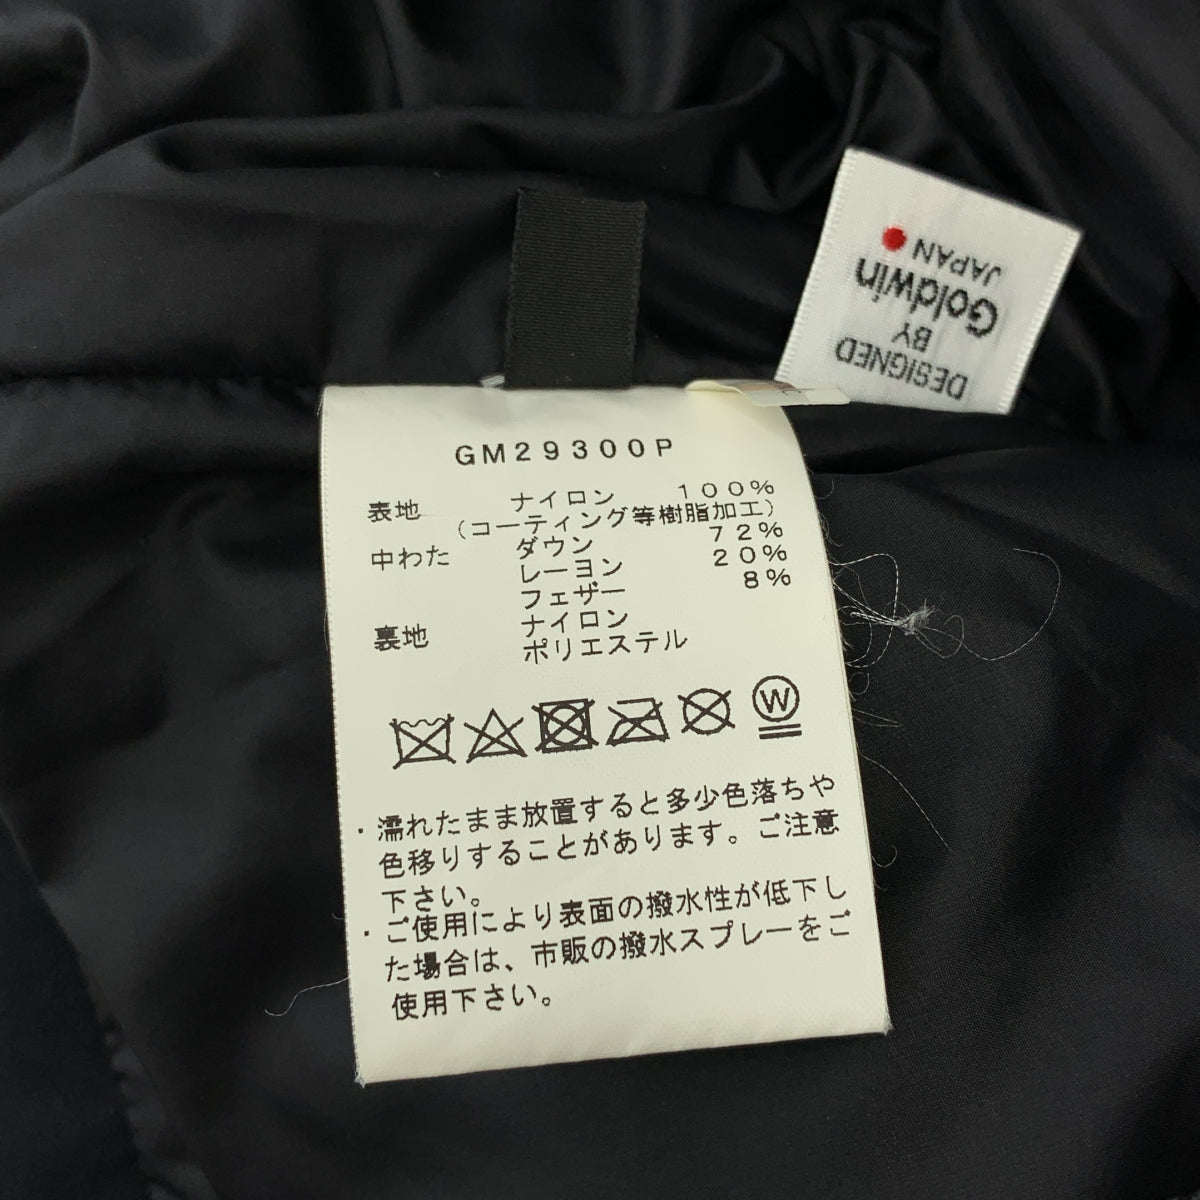 GM29300P
表地 ナイロン 100%
(コーティング等樹脂加工)
中わた ダウン 72%
レーヨン 20%
フェザー 8%
裏地 ナイロン
ポリエステル
W
・濡れたまま放置すると多少色落ちや
色移りすることがあります。ご注意
下さい。
・ご使用により表面の撥水性が低下し
た場合は、市販の撥水スプレーをご
使用下さい。
DESIGNED
BY
Goldwin
JAPAN